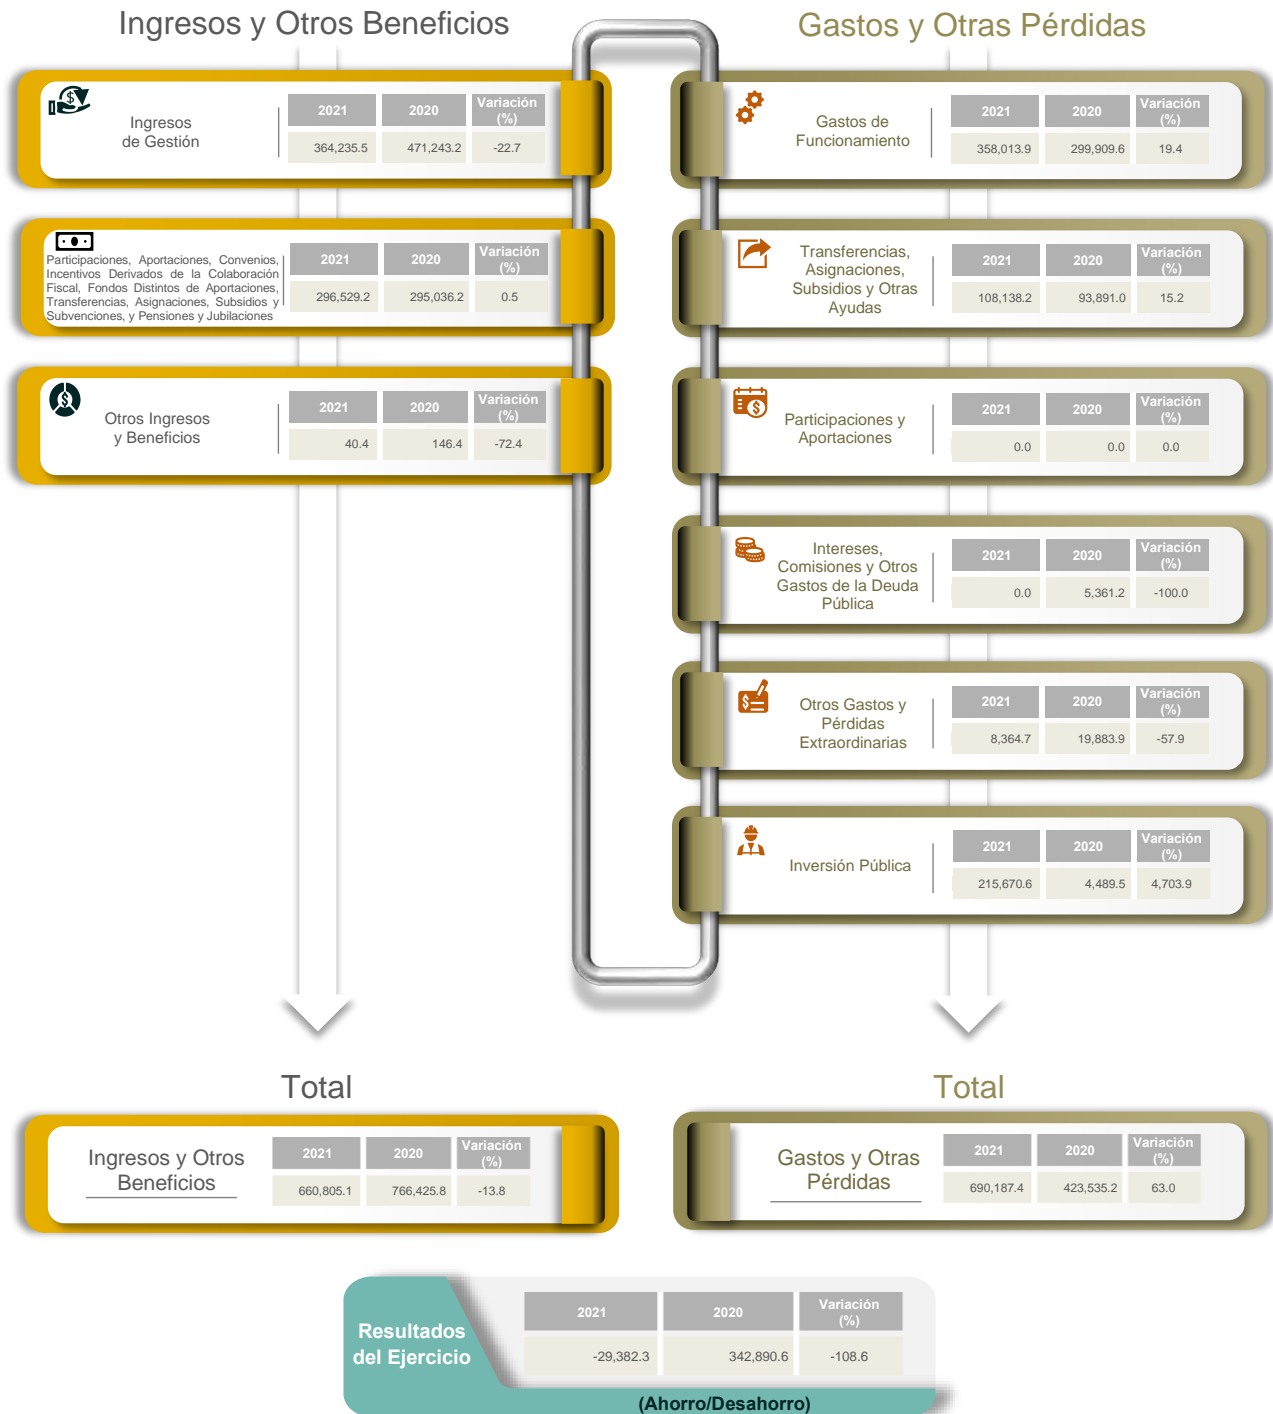 Ingresos y Otros Beneficios
2021 2020 Variación
(%)
Ingresos
de Gestión
364,235.5 471,243.2 -22.7
Participaciones, Aportaciones, Convenios,
Incentivos Derivados de la Colaboración
Fiscal, Fondos Distintos de Aportaciones,
Transferencias, Asignaciones, Subsidios y
Subvenciones, y Pensiones y Jubilaciones
2021 2020 Variación
(%)
296,529.2 295,036.2 0.5
Otros Ingresos
y Beneficios
2021 2020 Variación
(%)
40.4 146.4 -72.4
Total
Ingresos y Otros
Beneficios
2021 2020 Variación
(%)
660,805.1 766,425.8 -13.8
Gastos y Otras Pérdidas
Gastos de
Funcionamiento
2021 2020 Variación
(%)
358,013.9 299,909.6 19.4
Transferencias,
Asignaciones,
Subsidios y Otras
Ayudas
2021 2020 Variación
(%)
108,138.2 93,891.0 15.2
Participaciones y
Aportaciones
2021 2020 Variación
(%)
0.0 0.0 0.0
Intereses,
Comisiones y Otros
Gastos de la Deuda
Pública
2021 2020 Variación
(%)
0.0 5,361.2 -100.0
Otros Gastos y
Pérdidas
Extraordinarias
2021 2020 Variación
(%)
8,364.7 19,883.9 -57.9
Inversión Pública
2021 2020 Variación
(%)
215,670.6 4,489.5 4,703.9
Total
Gastos y Otras
Pérdidas
2021 2020 Variación
(%)
690,187.4 423,535.2 63.0
Resultados
del Ejercicio
2021 2020 Variación
(%)
-29,382.3 342,890.6 -108.6
(Ahorro/Desahorro)